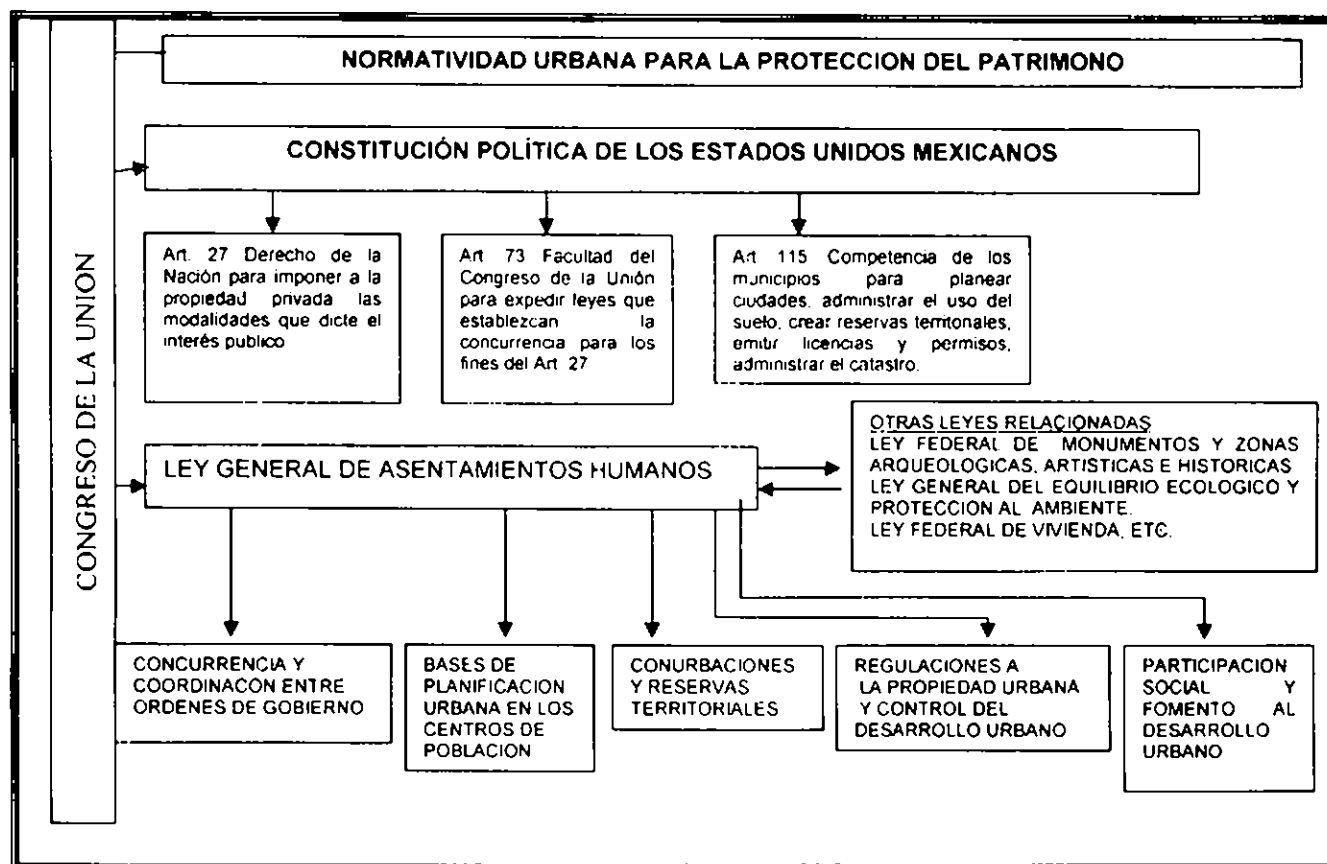 CONGRESO DE LA UNION
NORMATIVIDAD URBANA PARA LA PROTECCION DEL PATRIMONO
CONSTITUCIÓN POLÍTICA DE LOS ESTADOS UNIDOS MEXICANOS
Art. 27 Derecho de la
Nación para imponer a la
propiedad privada las
modalidades que dicte el
interés publico
Art 73 Facultad del
Congreso de la Unión
para expedir leyes que
establezcan la
concurrencia para los
fines del Art 27
Art 115 Competencia de los
municipios para planear
ciudades, administrar el uso del
suelo, crear reservas territoriales,
emitir licencias y permisos,
administrar el catastro.
LEY GENERAL DE ASENTAMIENTOS HUMANOS
OTRAS LEYES RELACIONADAS
LEY FEDERAL DE MONUMENTOS Y ZONAS
ARQUEOLOGICAS, ARTISTICAS E HISTORICAS
LEY GENERAL DEL EQUILIBRIO ECOLOGICO Y
PROTECCION AL AMBIENTE.
LEY FEDERAL DE VIVIENDA, ETC.
CONCURRENCIA Y
COORDINACON ENTRE
ORDENES DE GOBIERNO
BASES DE
PLANIFICACION
URBANA EN LOS
CENTROS DE
POBLACION
CONURBACIONES
Y RESERVAS
TERRITORIALES
REGULACIONES A
LA PROPIEDAD URBANA
Y CONTROL DEL
DESARROLLO URBANO
PARTICIPACION
SOCIAL Y
FOMENTO AL
DESARROLLO
URBANO